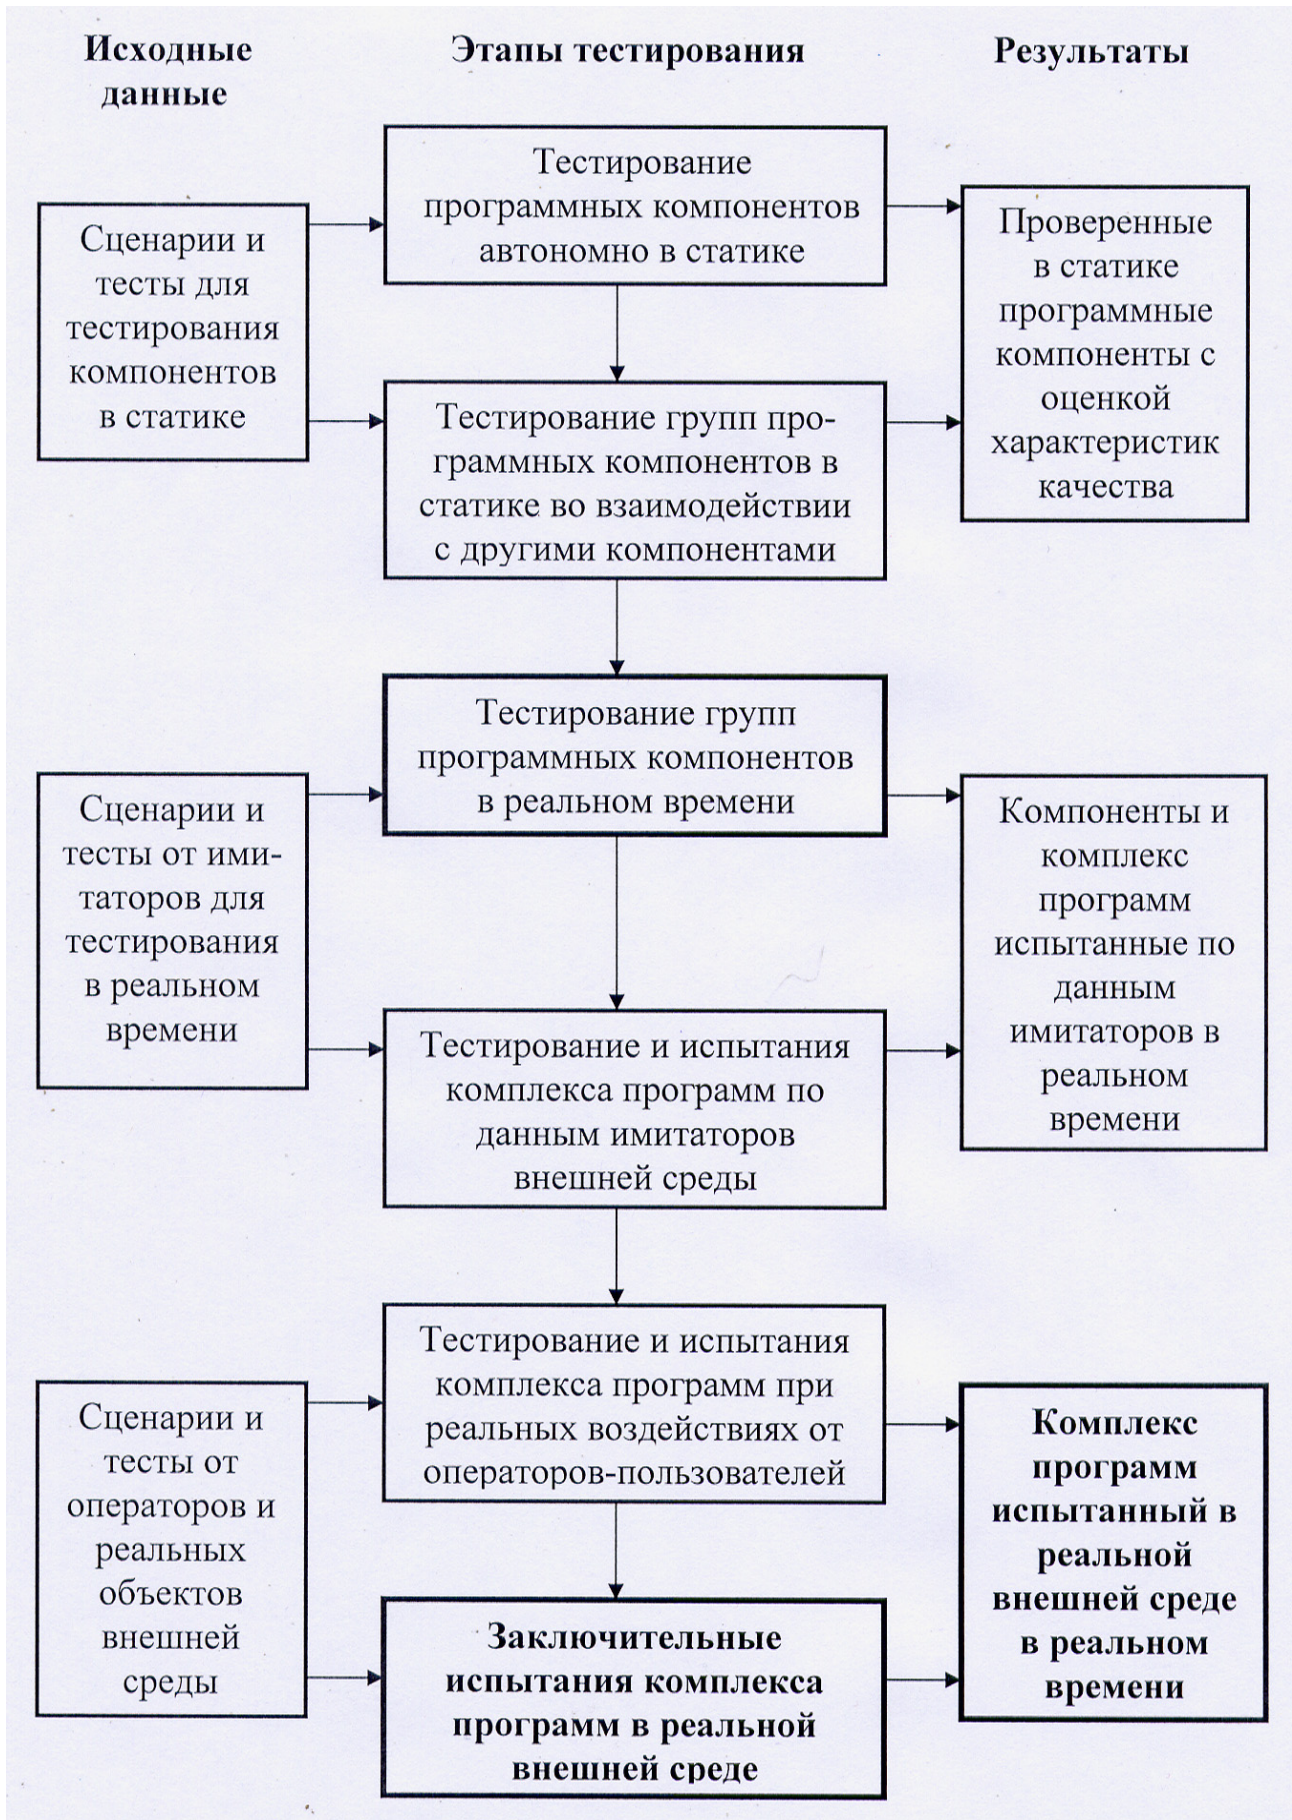 Исходные
данные
Этапы тестирования
Результаты
Тестирование
программных компонентов
автономно в статике
Сценарии и
тесты для
тестирования
компонентов
в статике
Проверенные
в статике
программные
компоненты с
оценкой
характеристик
качества
Тестирование групп про-
граммных компонентов в
статике во взаимодействии
с другими компонентами
Тестирование групп
программных компонентов
в реальном времени
Сценарии и
тесты от ими-
таторов для
тестирования
в реальном
времени
Компоненты и
комплекс
программ
испытанные по
данным
имитаторов в
реальном
времени
Тестирование и испытания
комплекса программ по
данным имитаторов
внешней среды
Тестирование и испытания
комплекса программ при
реальных воздействиях от
операторов-пользователей
Сценарии и
тесты от
операторов и
реальных
объектов
внешней
среды
Комплекс
программ
испытанный в
реальной
внешней среде
в реальном
времени
Заключительные
испытания комплекса
программ в реальной
внешней среде